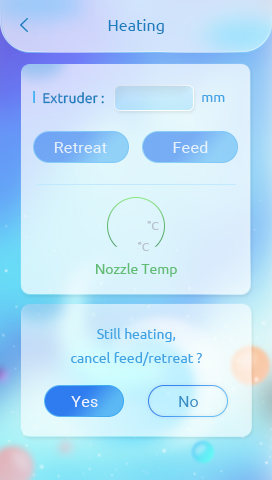 Heating
Extruder : mm
Retreat Feed
°C
°C
Nozzle Temp
Still heating,
cancel feed/retreat ?
Yes No